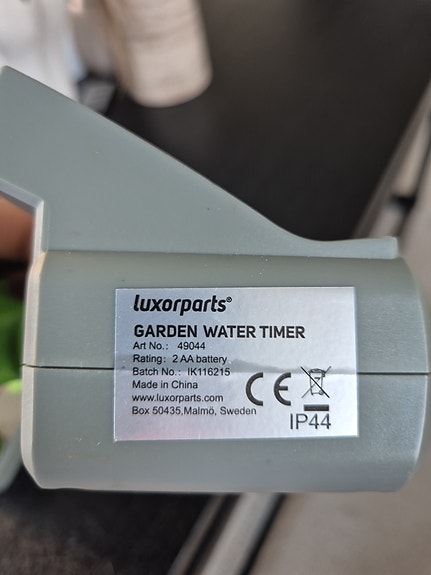 luxorparts®
GARDEN WATER TIMER
Art No.: 49044
Rating: 2 AA battery
Batch No.: IK116215
Made in China
www.luxorparts.com
Box 50435,Malmö, Sweden
CE
IP44